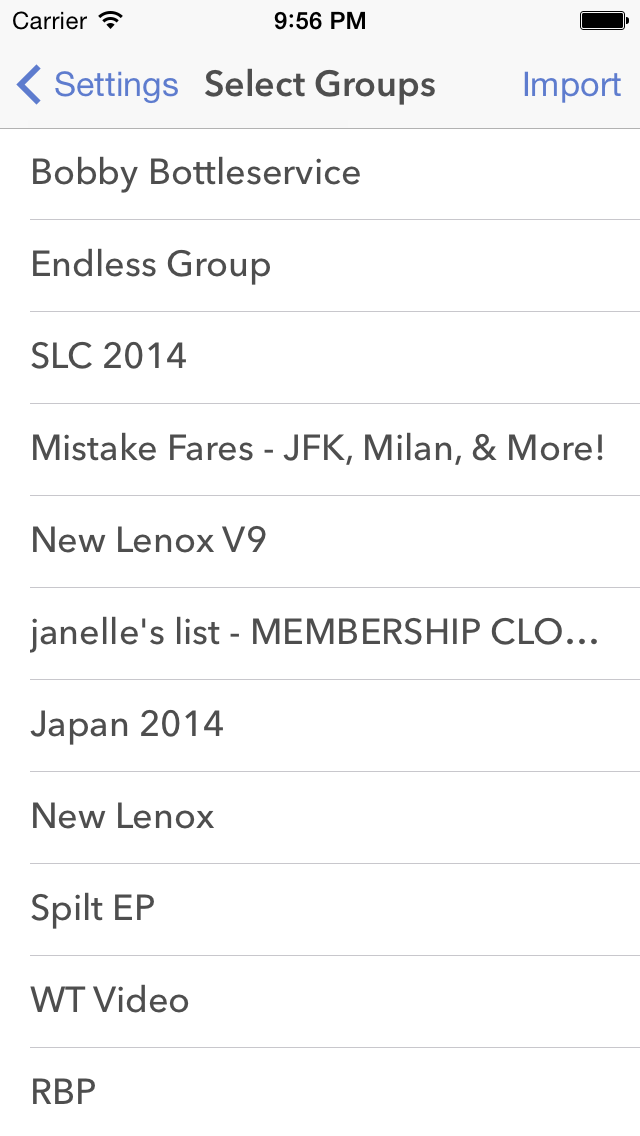 Carrier 9:56 PM
Settings Select Groups Import
Bobby Bottleservice
Endless Group
SLC 2014
Mistake Fares - JFK, Milan, & More!
New Lenox V9
janelle's list - MEMBERSHIP CLO...
Japan 2014
New Lenox
Spilt EP
WT Video
RBP